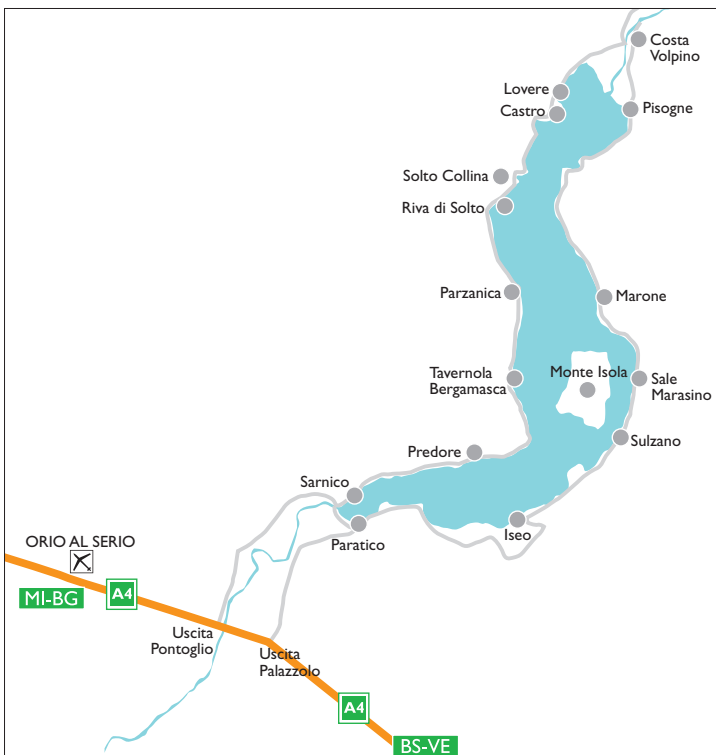 Costa
Volpino
Lovere
Castro
Pisogne
Solto Collina
Riva di Solto
Parzanica
Marone
Tavernola
Bergamasca
Monte Isola
Sale
Marasino
Sulzano
Predore
Sarnico
Paratico
Iseo
ORIO AL SERIO
MI-BG
A4
Uscita
Pontoglio
Uscita
Palazzolo
A4
BS-VE